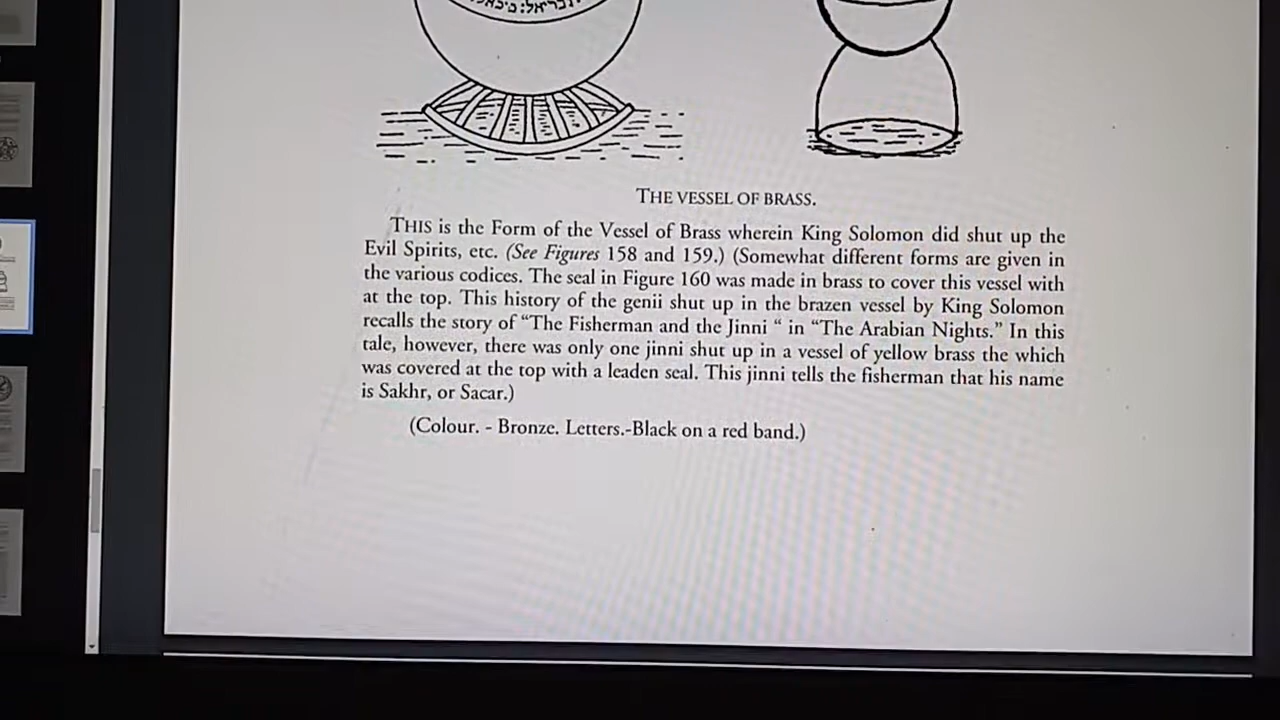 THE VESSEL OF BRASS.
THIS is the Form of the Vessel of Brass wherein King Solomon did shut up the
Evil Spirits, etc. (See Figures 158 and 159.) (Somewhat different forms are given in
the various codices. The seal in Figure 160 was made in brass to cover this vessel with
at the top. This history of the genii shut up in the brazen vessel by King Solomon
recalls the story of “The Fisherman and the Jinni “ in “The Arabian Nights.” In this
tale, however, there was only one jinni shut up in a vessel of yellow brass the which
was covered at the top with a leaden seal. This jinni tells the fisherman that his name
is Sakhr, or Sacar.)
(Colour. - Bronze. Letters.-Black on a red band.)